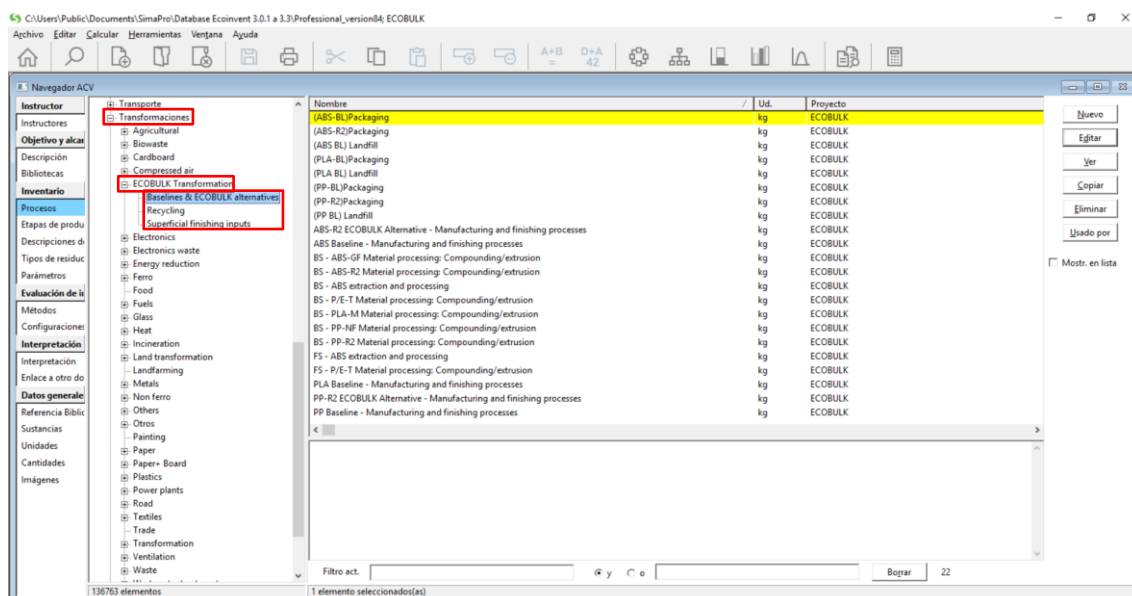 C:\Users\Public\Documents\SimaPro\Database Ecoinvent 3.0.1 a 3.3\Professional_version84; ECOBULK
Archivo Editar Calcular Herramientas Ventana Ayuda
A+B
=
D+A
42
Navegador ACV
Instructor
Instructores
Objetivo y alcar
Descripción
Bibliotecas
Inventario
Procesos
Etapas de produ
Descripciones d
Tipos de residuc
Parámetros
Evaluación de ir
Métodos
Configuraciones
Interpretación
Interpretación
Enlace a otro do
Datos generale
Referencia Biblic
Sustancias
Unidades
Cantidades
Imágenes
Transporte
Transformaciones
Agricultural
Biowaste
Cardboard
Compressed air
ECOBULK Transformation
Baselines & ECOBULK alternatives
Recycling
Superficial finishing inputs
Electronics
Electronics waste
Energy reduction
Ferro
Food
Fuels
Glass
Heat
Incineration
Land transformation
Landfarming
Metals
Non ferro
Others
Otros
Painting
Paper
Paper+ Board
Plastics
Power plants
Road
Textiles
Trade
Transformation
Ventilation
Waste
Nombre / Ud. Proyecto
(ABS-BL)Packaging kg ECOBULK
(ABS-R2)Packaging kg ECOBULK
(ABS BL) Landfill kg ECOBULK
(PLA-BL)Packaging kg ECOBULK
(PLA BL) Landfill kg ECOBULK
(PP-BL)Packaging kg ECOBULK
(PP-R2)Packaging kg ECOBULK
(PP BL) Landfill kg ECOBULK
ABS-R2 ECOBULK Alternative - Manufacturing and finishing processes kg ECOBULK
ABS Baseline - Manufacturing and finishing processes kg ECOBULK
BS - ABS-GF Material processing: Compounding/extrusion kg ECOBULK
BS - ABS-R2 Material processing: Compounding/extrusion kg ECOBULK
BS - ABS extraction and processing kg ECOBULK
BS - P/E-T Material processing: Compounding/extrusion kg ECOBULK
BS - PLA-M Material processing: Compounding/extrusion kg ECOBULK
BS - PP-NF Material processing: Compounding/extrusion kg ECOBULK
BS - PP-R2 Material processing: Compounding/extrusion kg ECOBULK
FS - ABS extraction and processing kg ECOBULK
FS - P/E-T Material processing: Compounding/extrusion kg ECOBULK
PLA Baseline - Manufacturing and finishing processes kg ECOBULK
PP-R2 ECOBULK Alternative - Manufacturing and finishing processes kg ECOBULK
PP Baseline - Manufacturing and finishing processes kg ECOBULK
Nuevo
Editar
Ver
Copiar
Eliminar
Usado por
Mostr. en lista
Filtro act. y o Borrar 22
136763 elementos 1 elemento seleccionados(as)